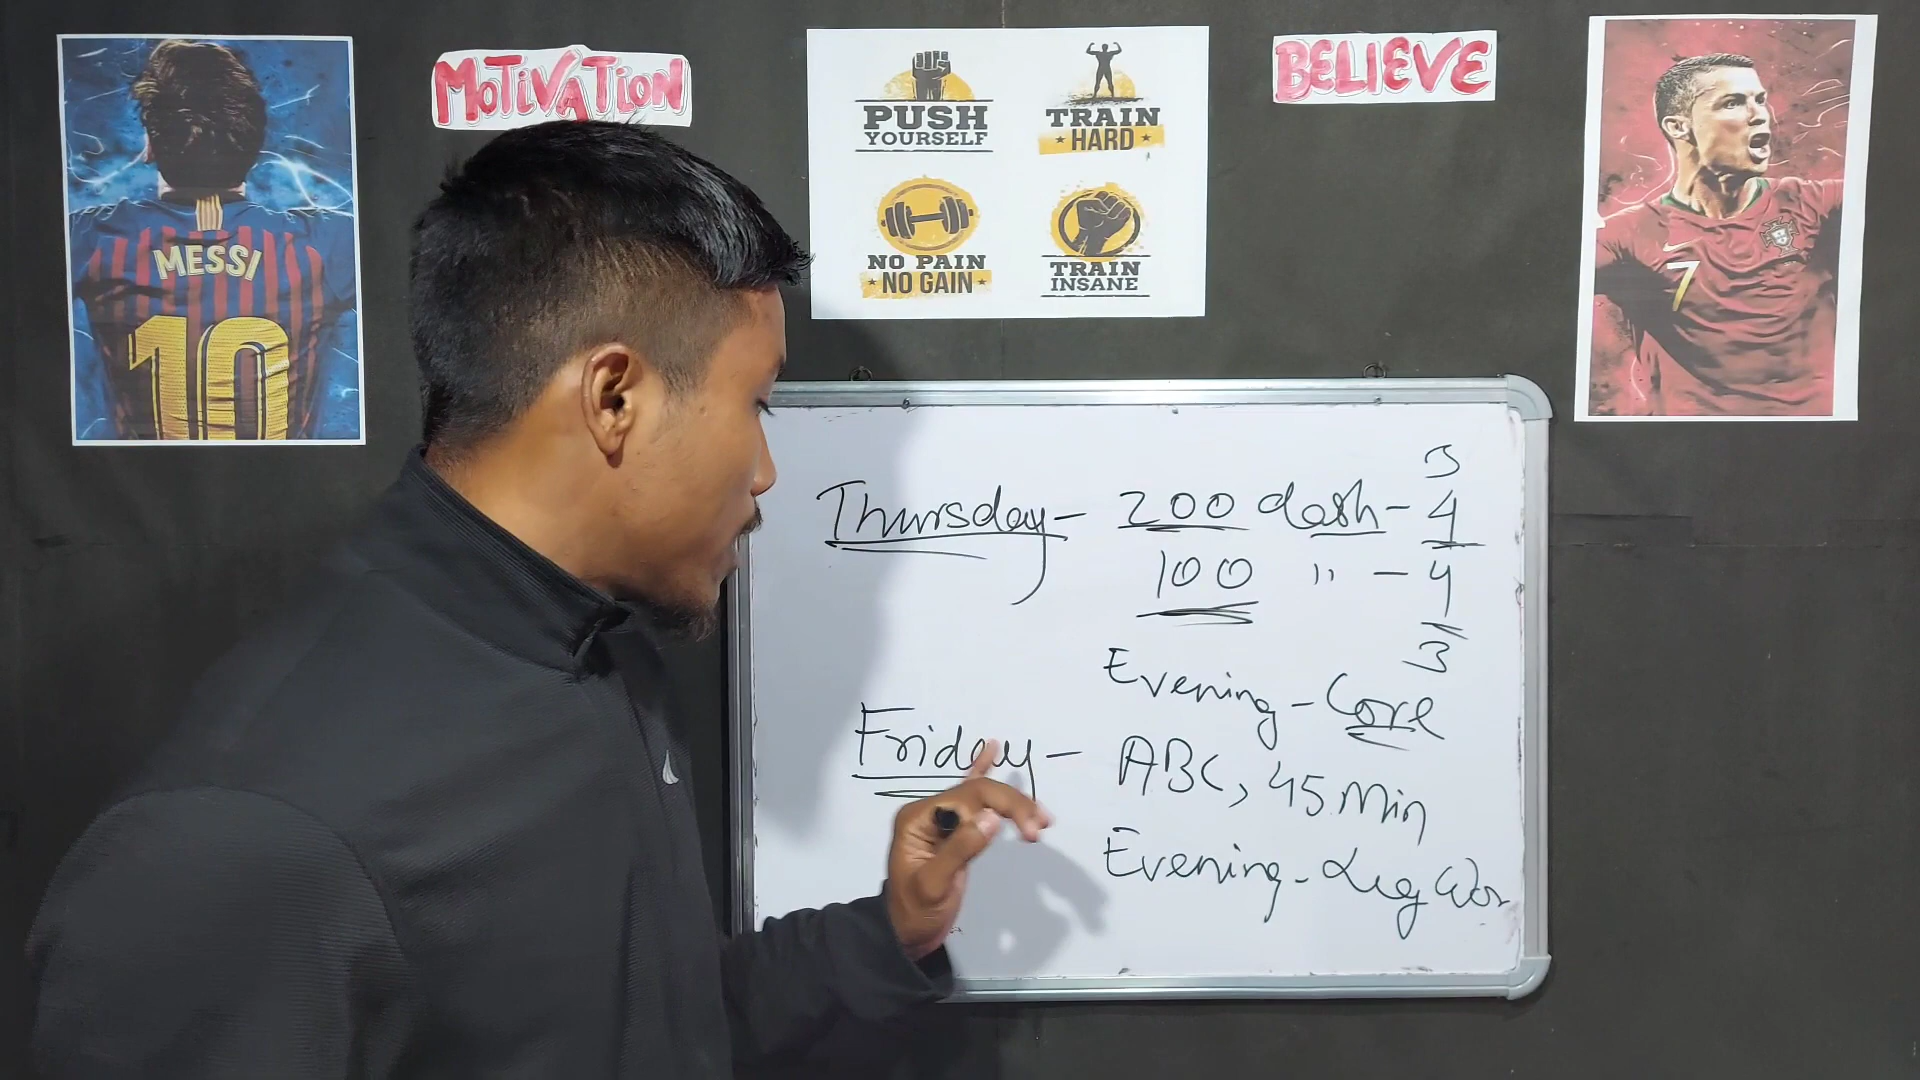 MESSI
10
MOTIVATION
PUSH
YOURSELF
TRAIN
HARD
NO PAIN
NO GAIN
TRAIN
INSANE
BELIEVE
7
3
Thursday - 200 dash - 4
100 " - 4
3
Evening - Core
Friday - ABC, 45 Min
Evening - Leg Wor